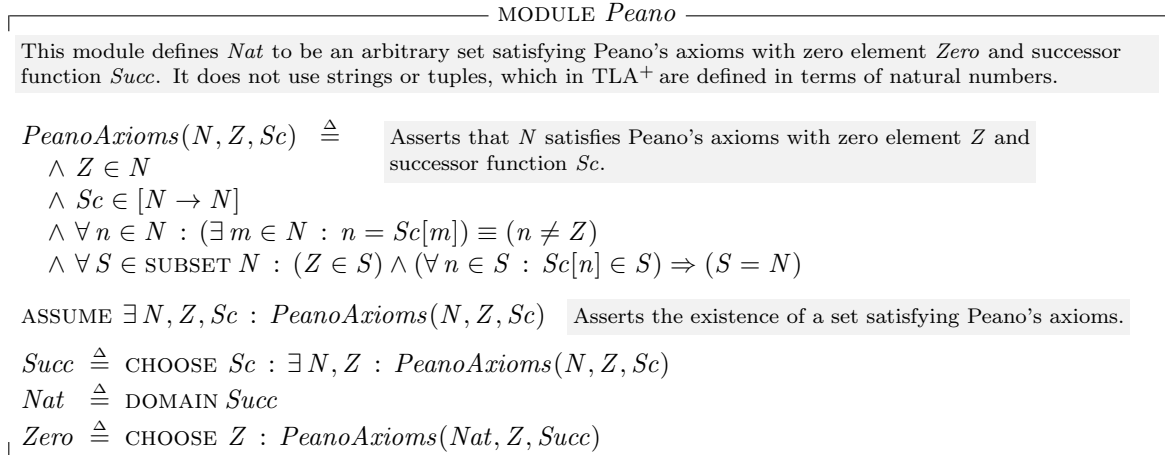 MODULE Peano
This module defines Nat to be an arbitrary set satisfying Peano's axioms with zero element Zero and successor
function Succ. It does not use strings or tuples, which in TLA+ are defined in terms of natural numbers.
PeanoAxioms(N, Z, Sc) ≜ Asserts that N satisfies Peano's axioms with zero element Z and
successor function Sc.
∧ Z ∈ N
∧ Sc ∈ [N → N]
∧ ∀ n ∈ N : (∃ m ∈ N : n = Sc[m]) ≡ (n ≠ Z)
∧ ∀ S ∈ SUBSET N : (Z ∈ S) ∧ (∀ n ∈ S : Sc[n] ∈ S) ⇒ (S = N)
ASSUME ∃ N, Z, Sc : PeanoAxioms(N, Z, Sc) Asserts the existence of a set satisfying Peano's axioms.
Succ ≜ CHOOSE Sc : ∃ N, Z : PeanoAxioms(N, Z, Sc)
Nat ≜ DOMAIN Succ
Zero ≜ CHOOSE Z : PeanoAxioms(Nat, Z, Succ)